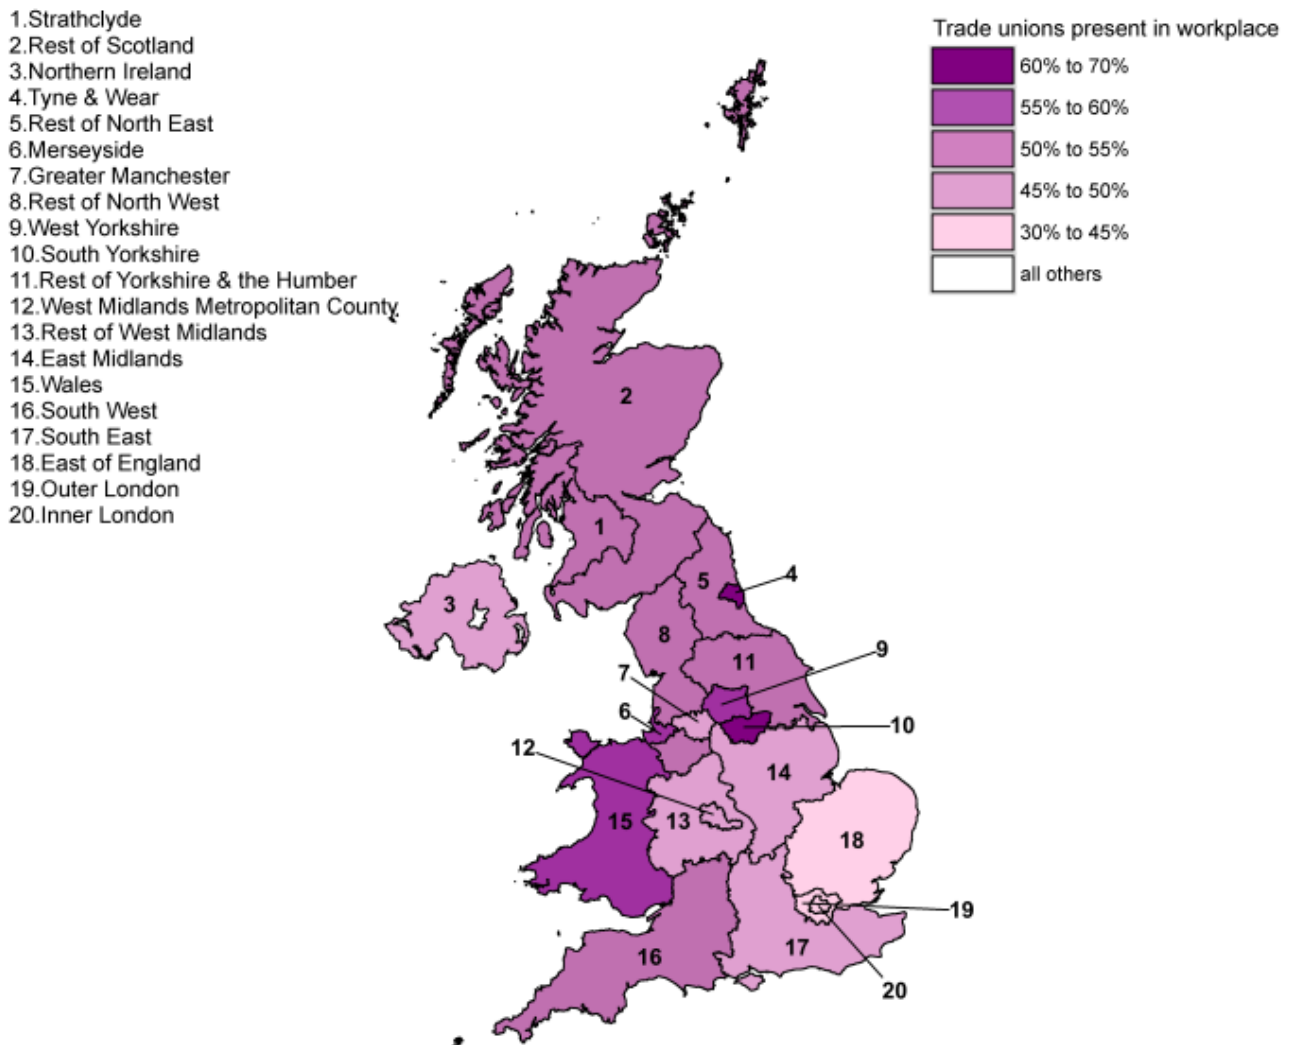 1.Strathclyde
2.Rest of Scotland
3.Northern Ireland
4.Tyne & Wear
5.Rest of North East
6.Merseyside
7.Greater Manchester
8.Rest of North West
9.West Yorkshire
10.South Yorkshire
11.Rest of Yorkshire & the Humber
12.West Midlands Metropolitan County
13.Rest of West Midlands
14.East Midlands
15.Wales
16.South West
17.South East
18.East of England
19.Outer London
20.Inner London
Trade unions present in workplace
60% to 70%
55% to 60%
50% to 55%
45% to 50%
30% to 45%
all others
2
1
3
5
4
8
11
9
7
6
10
12
14
15
13
18
19
16
17
20